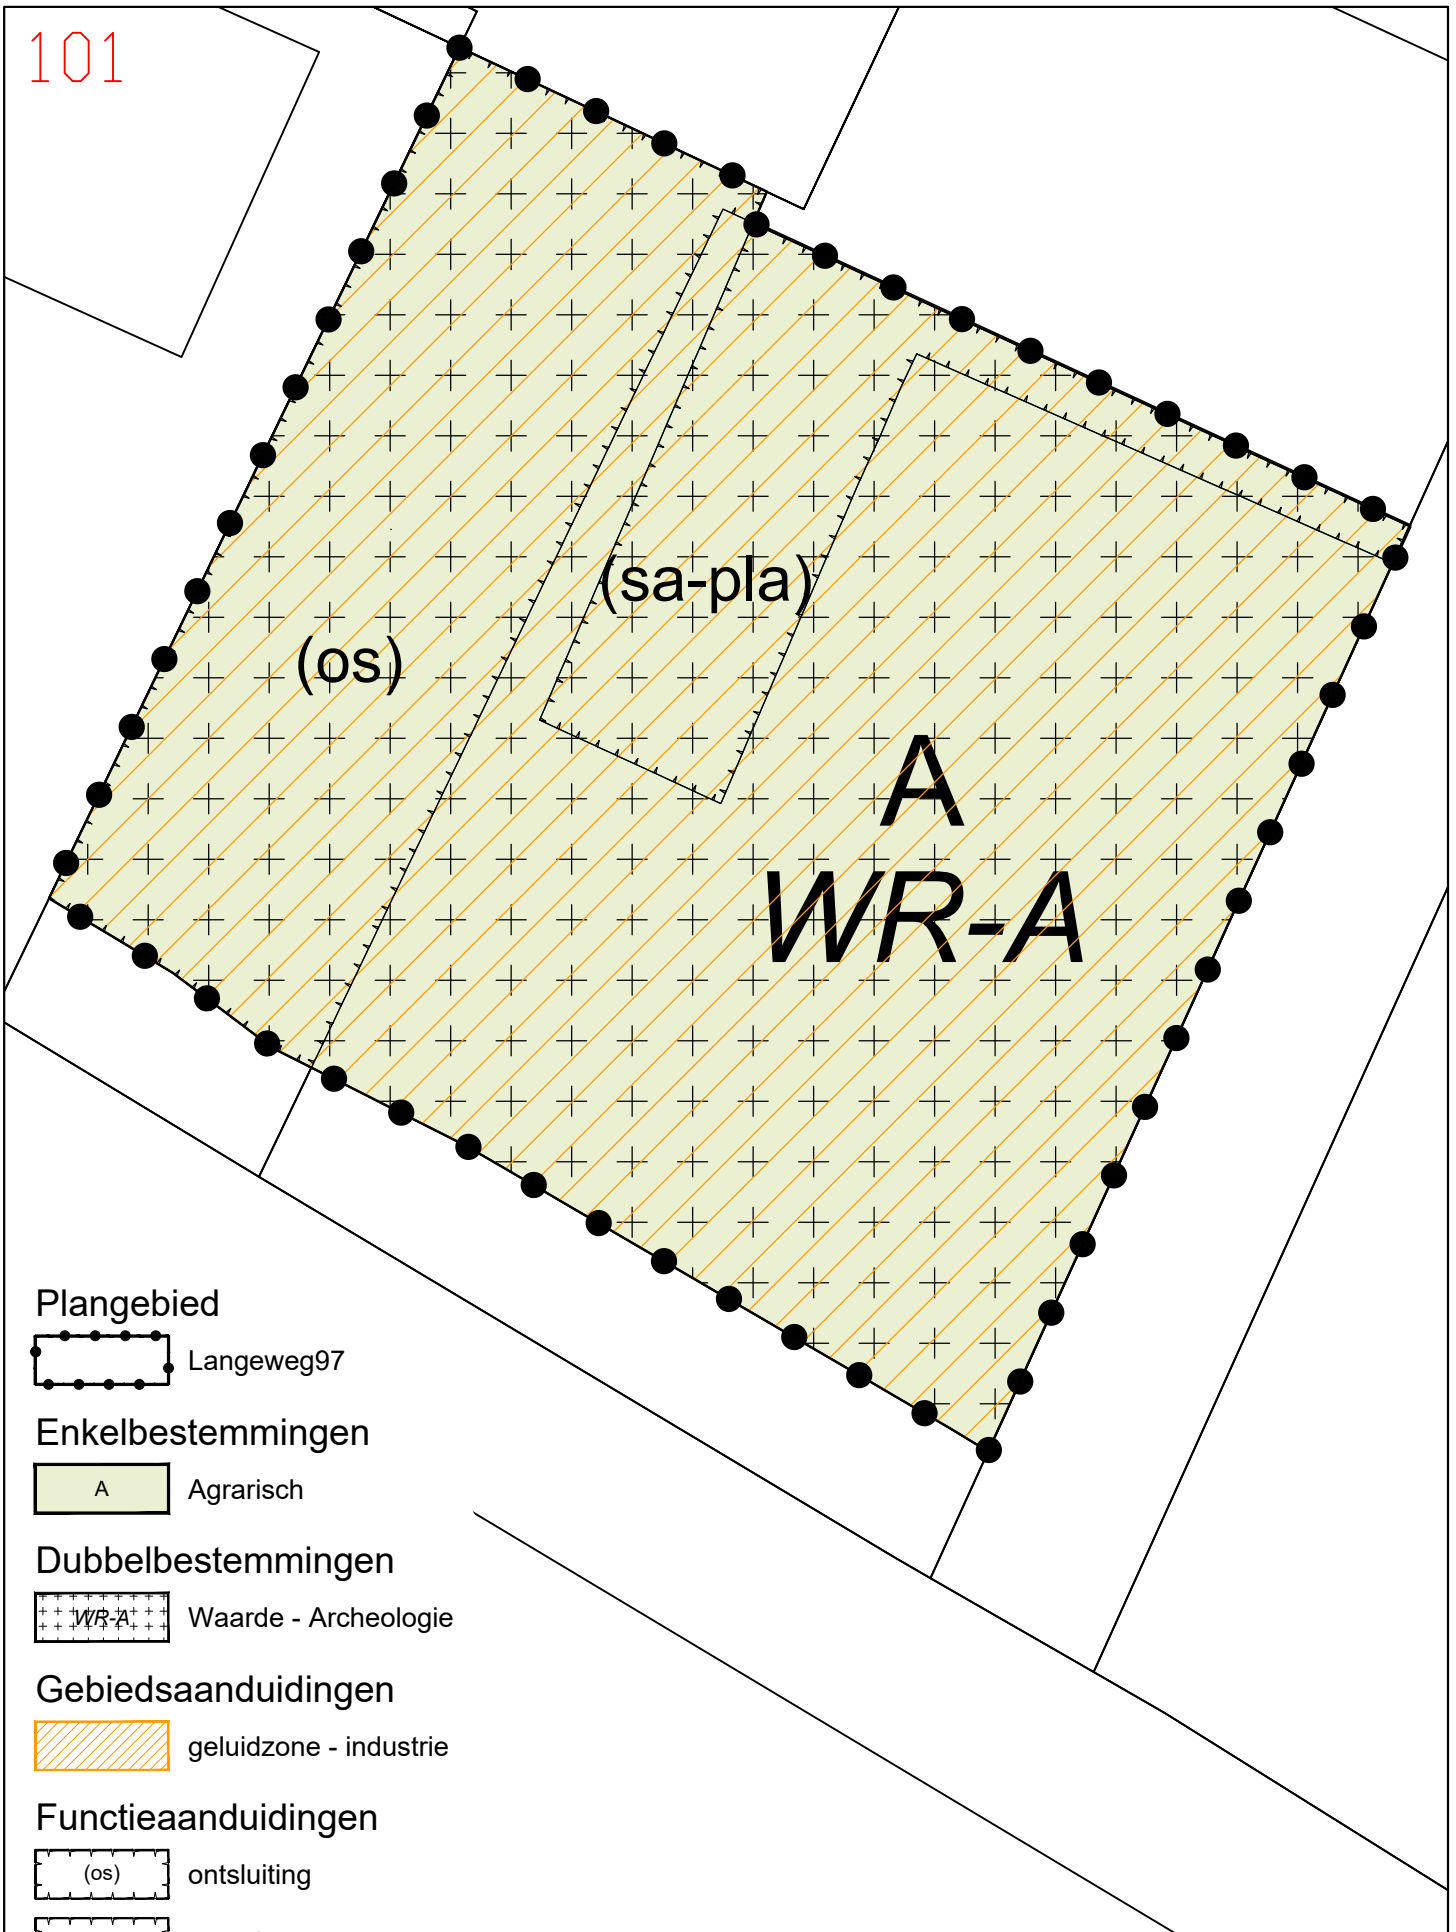 101
(sa-pla)
(os)
A
WR-A
Plangebied
Langeweg97
Enkelbestemmingen
A Agrarisch
Dubbelbestemmingen
WR-A Waarde - Archeologie
Gebiedsaanduidingen
geluidzone - industrie
Functieaanduidingen
(os) ontsluiting